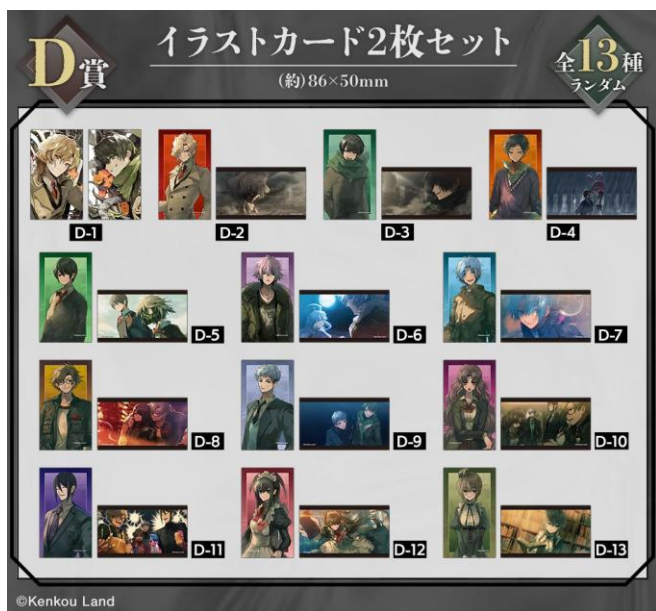 D賞
イラストカード2枚セット
(約)86×50mm
全13種
ランダム
D-1
D-2
D-3
D-4
D-5
D-6
D-7
D-8
D-9
D-10
D-11
D-12
D-13
©Kenkou Land